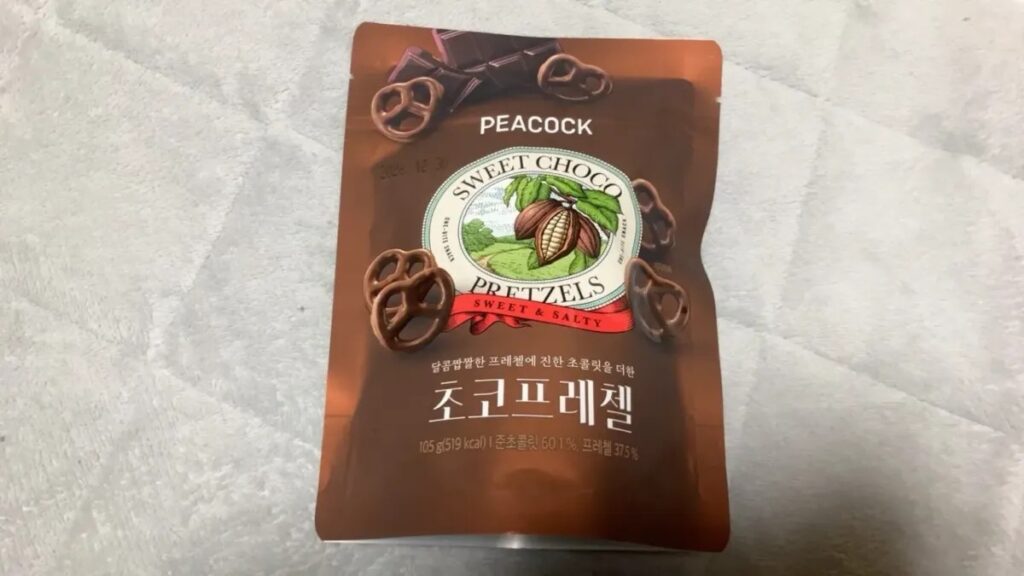 PEACOCK
SWEET CHOCO
PRETZELS
SWEET & SALTY
달콤짭짤한 프레첼에 진한 초콜릿을 더한
초코프레첼
105 g(519 kcal) I 준초콜릿 60.1 %, 프레첼 37.5 %